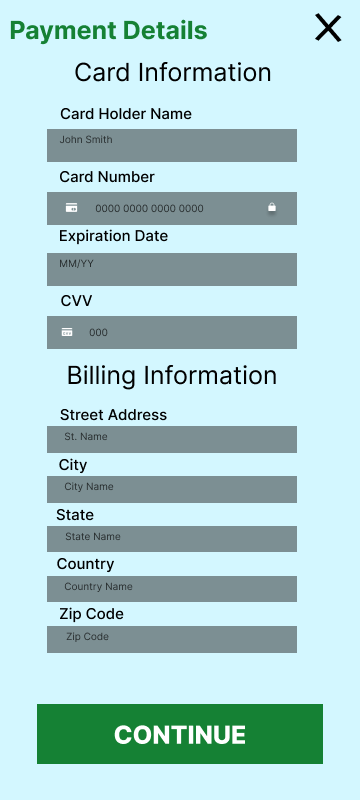 Payment Details
Card Information
Card Holder Name
John Smith
Card Number
0000 0000 0000 0000
Expiration Date
MM/YY
CVV
000
Billing Information
Street Address
St. Name
City
City Name
State
State Name
Country
Country Name
Zip Code
Zip Code
CONTINUE